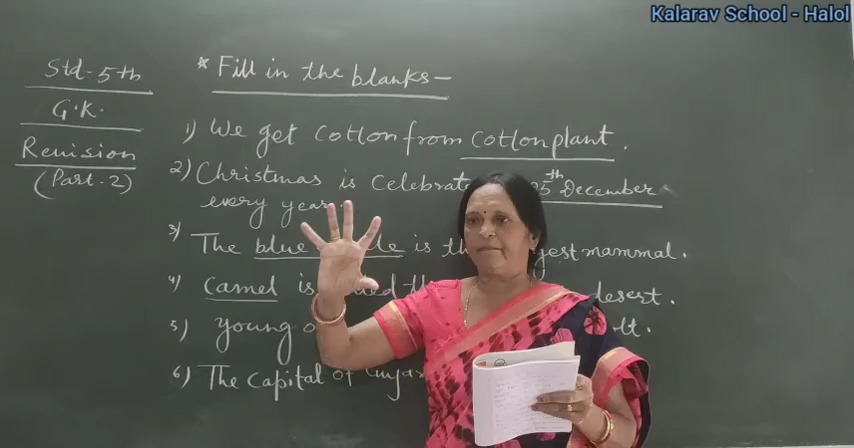 Kalarav School - Halol
Std-5th
G.K.
Revision
(Part-2)
* Fill in the blanks—
1) We get cotton from cotton plant.
2) Christmas is celebrat 25th December
every year.
3) The blue is the mammal.
4) camel is desert.
5) Young
6) The capital of